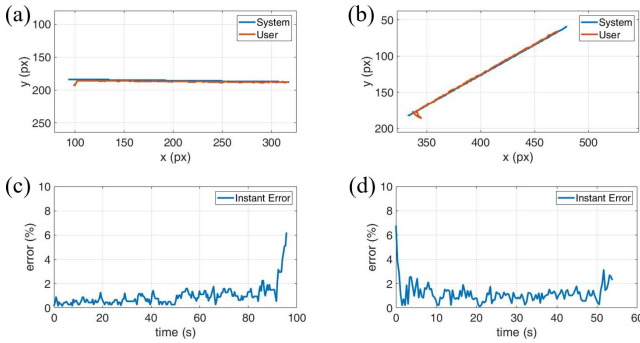 (a)
100
150
200
250
y (px)
100
150
200
250
300
x (px)
System
User
(b)
50
100
150
200
y (px)
350
400
450
500
x (px)
System
User
(c)
10
8
6
4
2
0
error (%)
0
20
40
60
80
100
time (s)
Instant Error
(d)
10
8
6
4
2
0
error (%)
0
10
20
30
40
50
60
time (s)
Instant Error